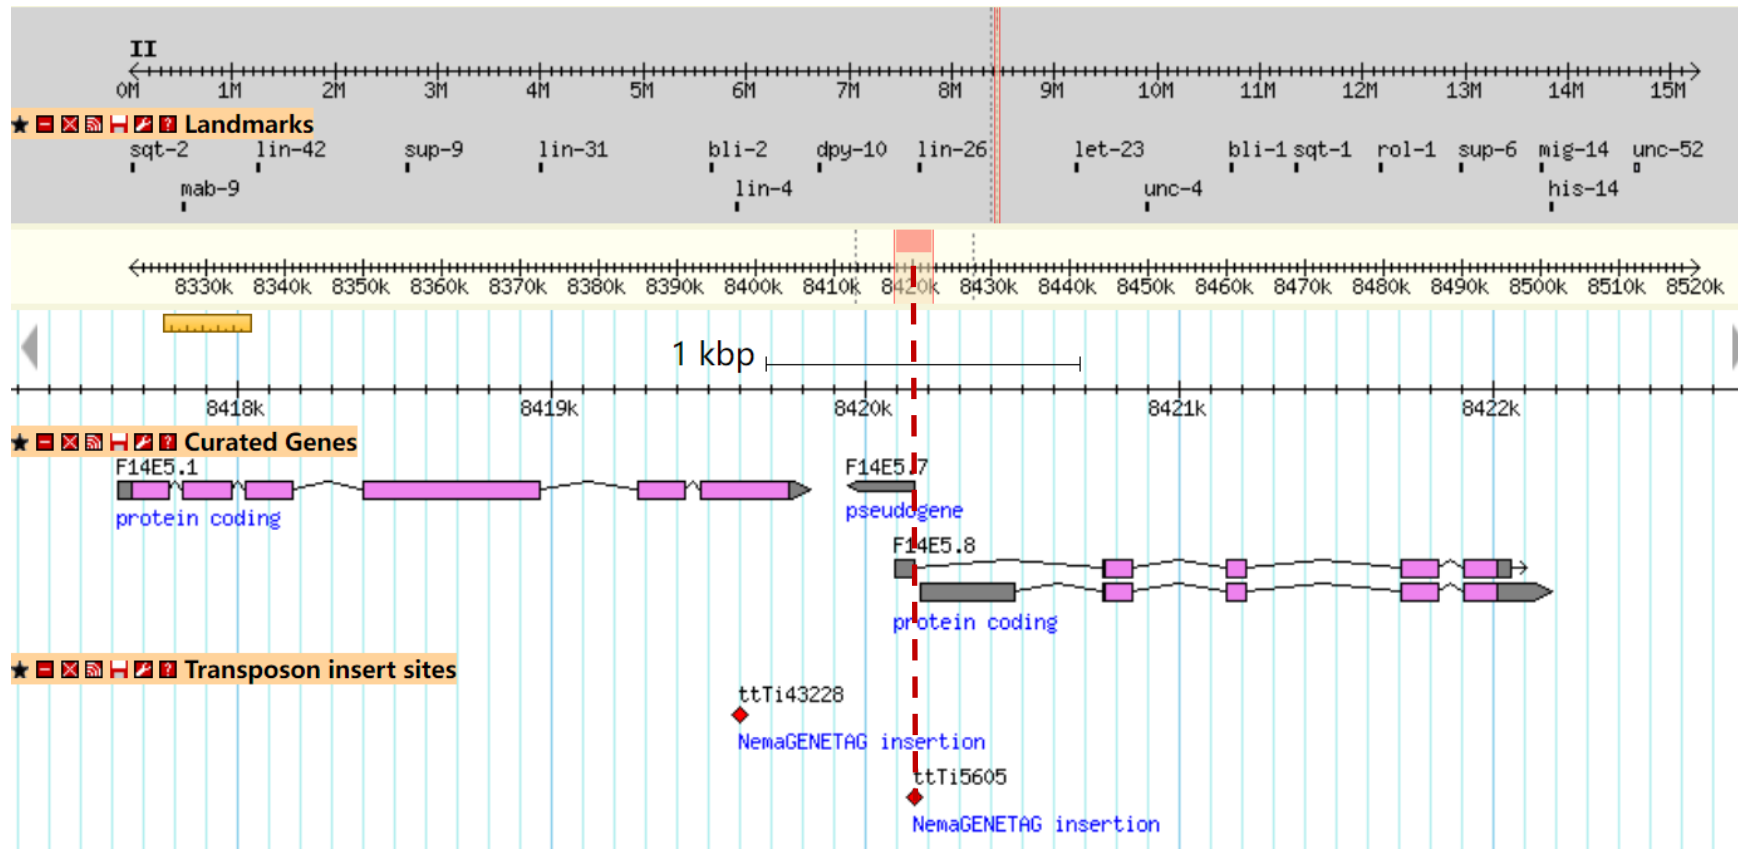 II
0M 1M 2M 3M 4M 5M 6M 7M 8M 9M 10M 11M 12M 13M 14M 15M
Landmarks
sqt-2 lin-42 sup-9 lin-31 bli-2 dpy-10 lin-26 let-23 bli-1 sqt-1 rol-1 sup-6 mig-14 unc-52
mab-9 lin-4 unc-4 his-14
8330k 8340k 8350k 8360k 8370k 8380k 8390k 8400k 8410k 8420k 8430k 8440k 8450k 8460k 8470k 8480k 8490k 8500k 8510k 8520k
1 kbp
8418k 8419k 8420k 8421k 8422k
Curated Genes
F14E5.1 F14E5.7
protein coding pseudogene
F14E5.8
protein coding
Transposon insert sites
ttTi43228
NemaGENETAG insertion
ttTi5605
NemaGENETAG insertion